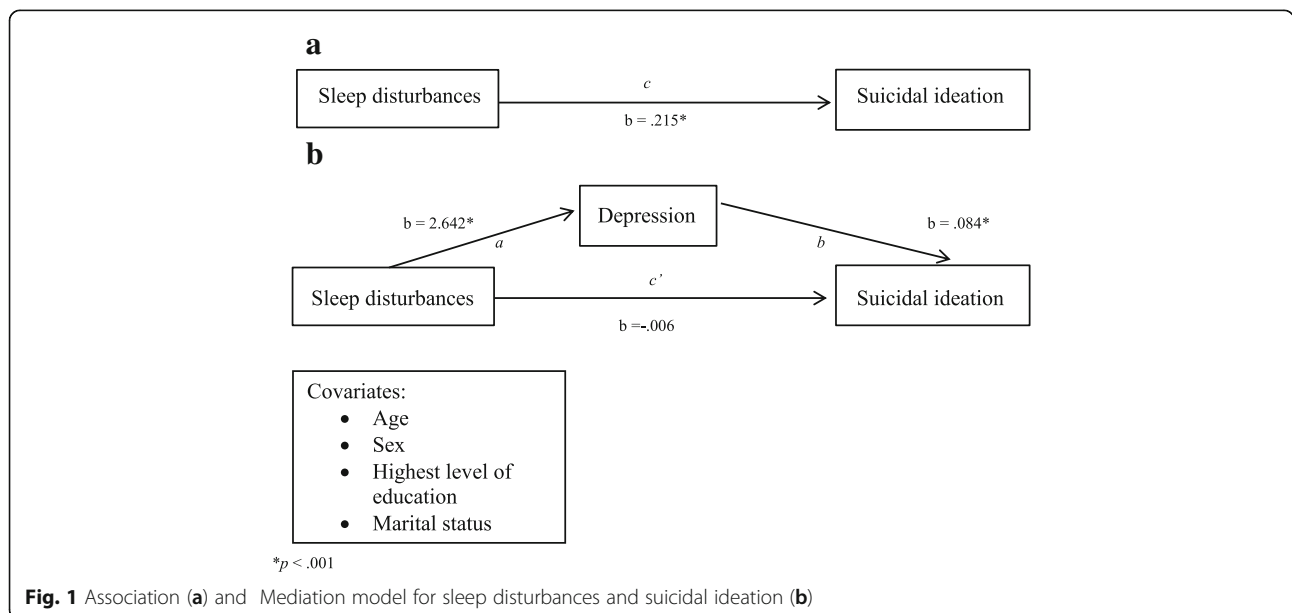 a
Sleep disturbances
c
b = .215*
Suicidal ideation
b
b = 2.642*
a
Depression
b
b = .084*
Sleep disturbances
c’
b =-.006
Suicidal ideation
Covariates:
• Age
• Sex
• Highest level of
education
• Marital status
*p < .001
Fig. 1 Association (a) and Mediation model for sleep disturbances and suicidal ideation (b)